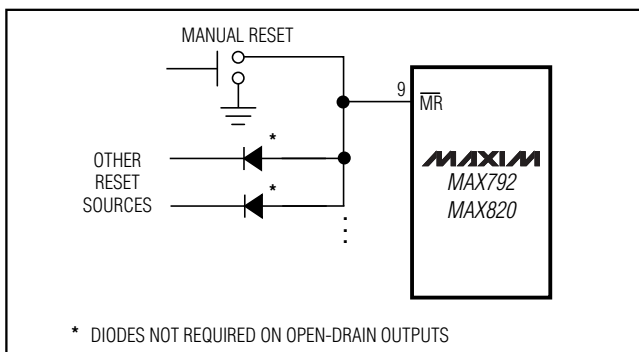 MANUAL RESET
9
MR
*
OTHER
RESET
SOURCES
*
MAXIM
MAX792
MAX820
* DIODES NOT REQUIRED ON OPEN-DRAIN OUTPUTS